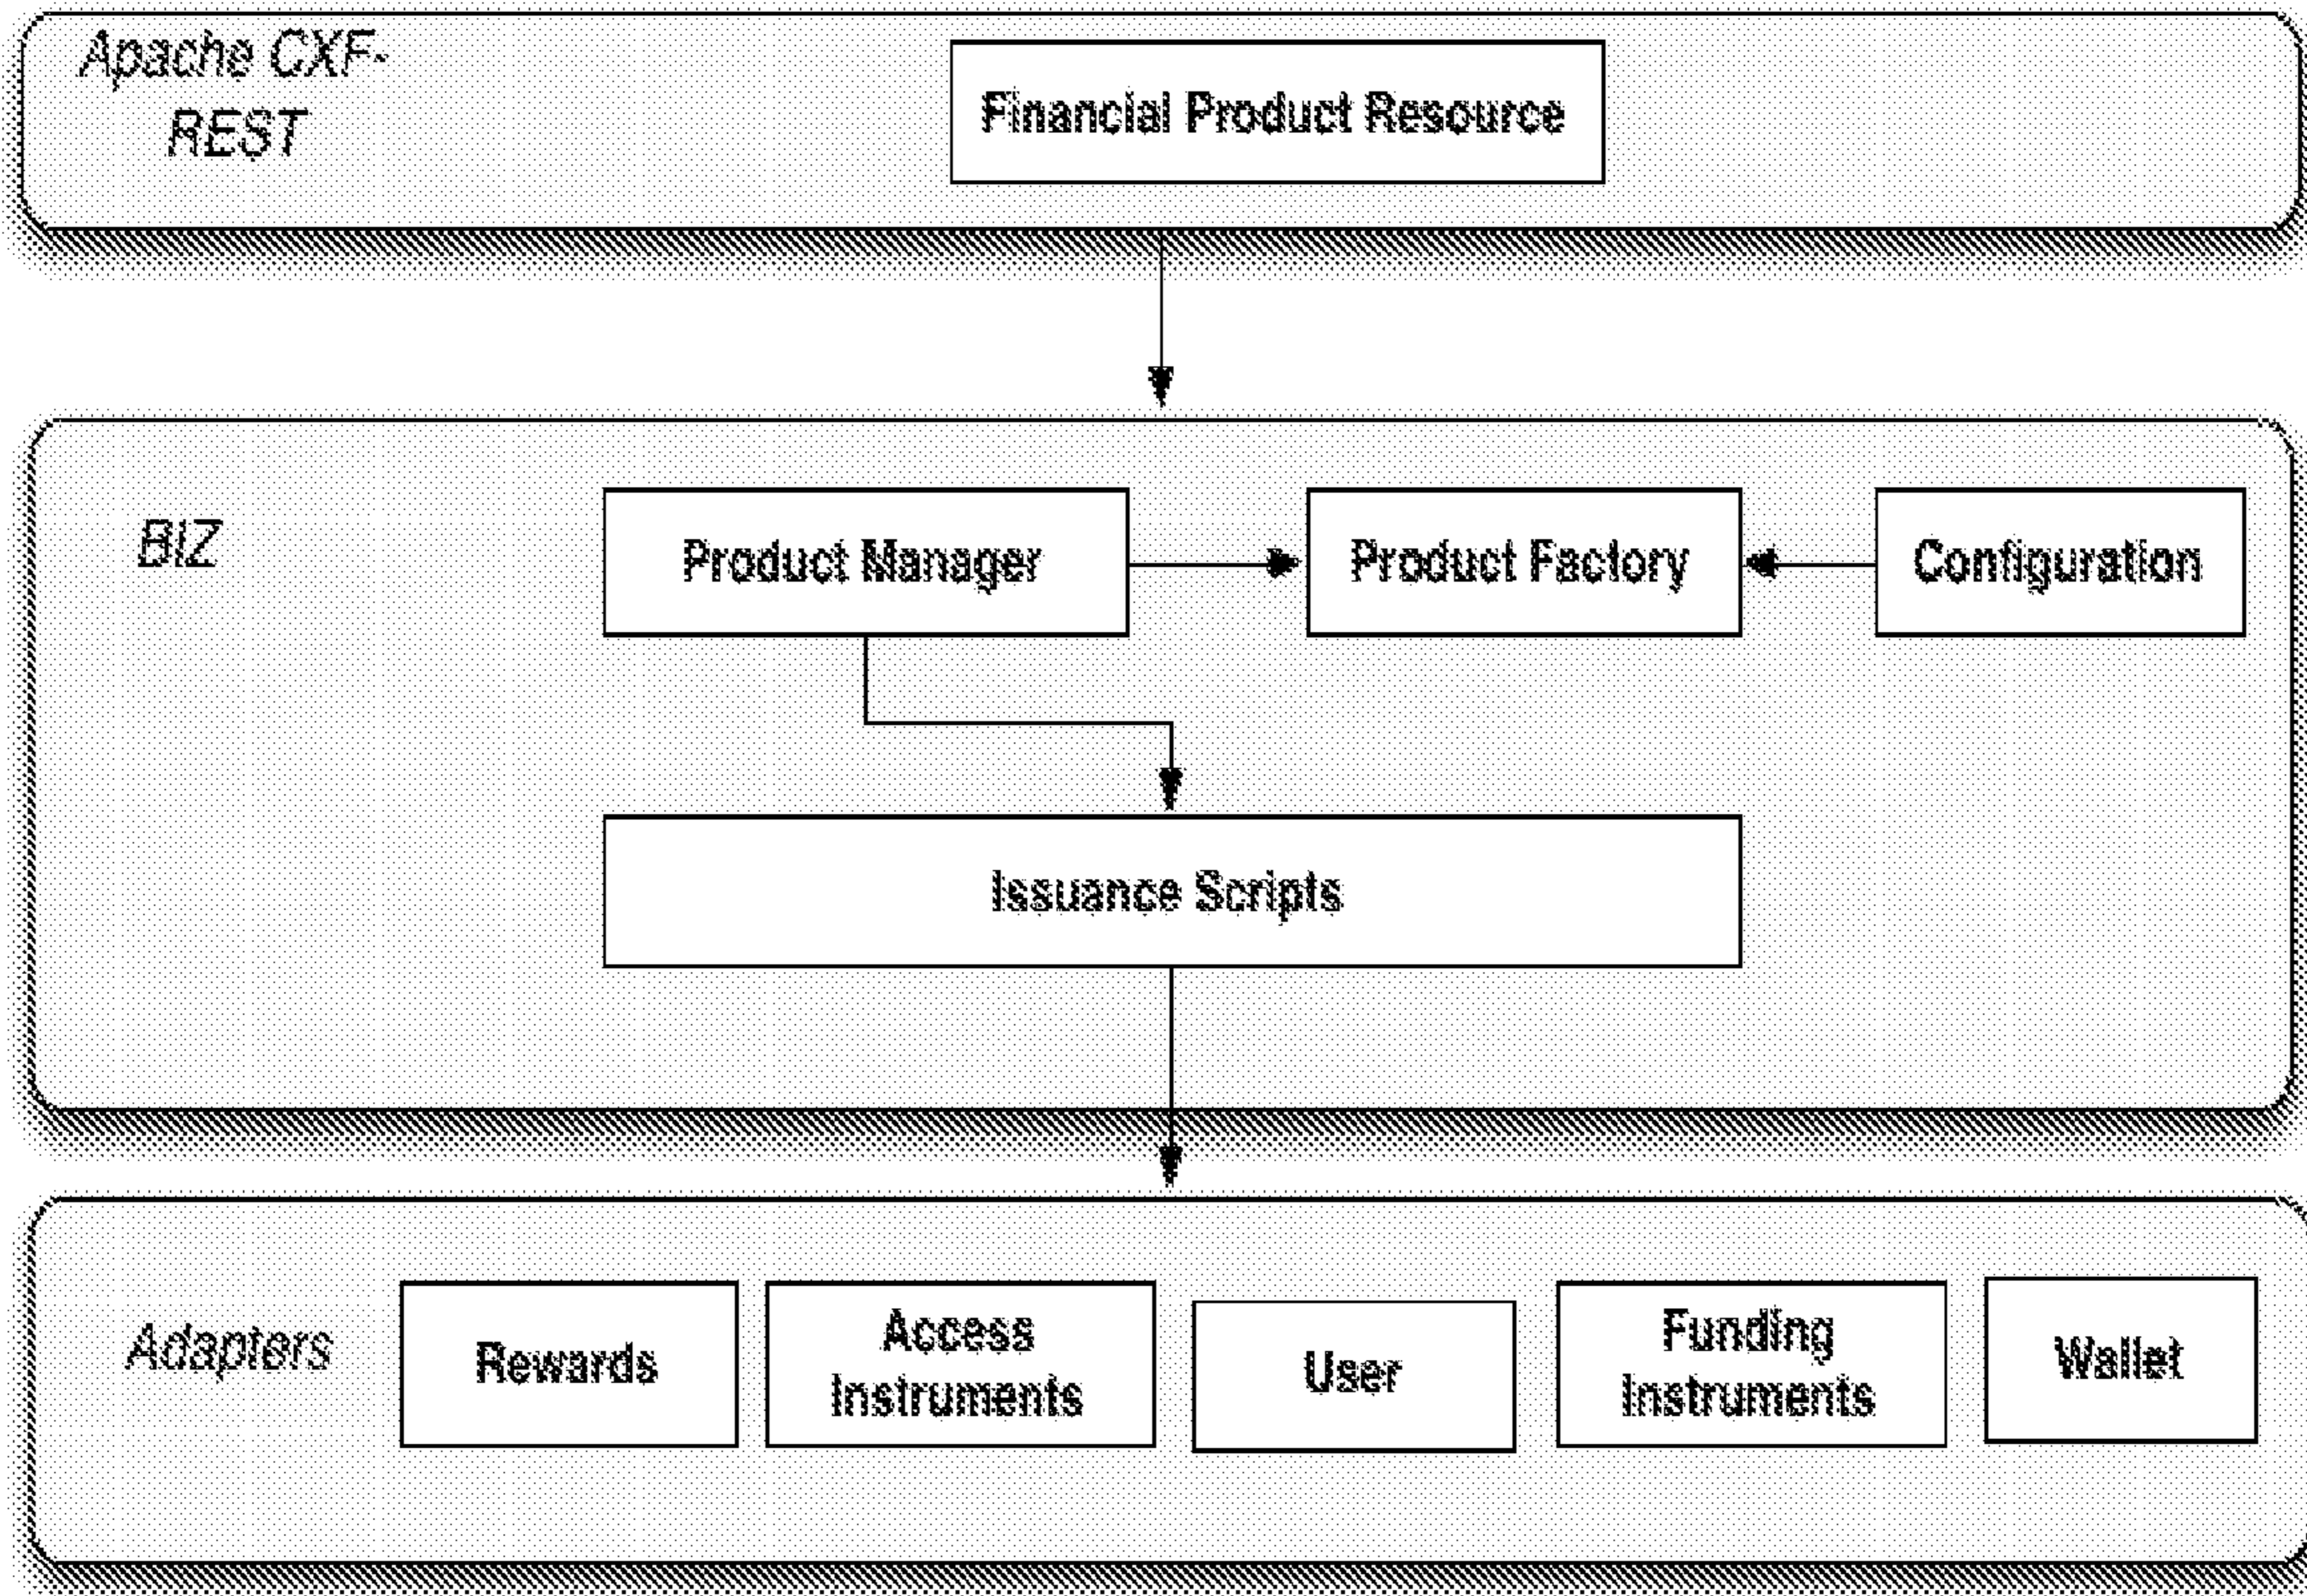 Apache CXF-
REST
Financial Product Resource
BIZ
Product Manager
Product Factory
Configuration
Issuance Scripts
Adapters
Rewards
Access
Instruments
User
Funding
Instruments
Wallet